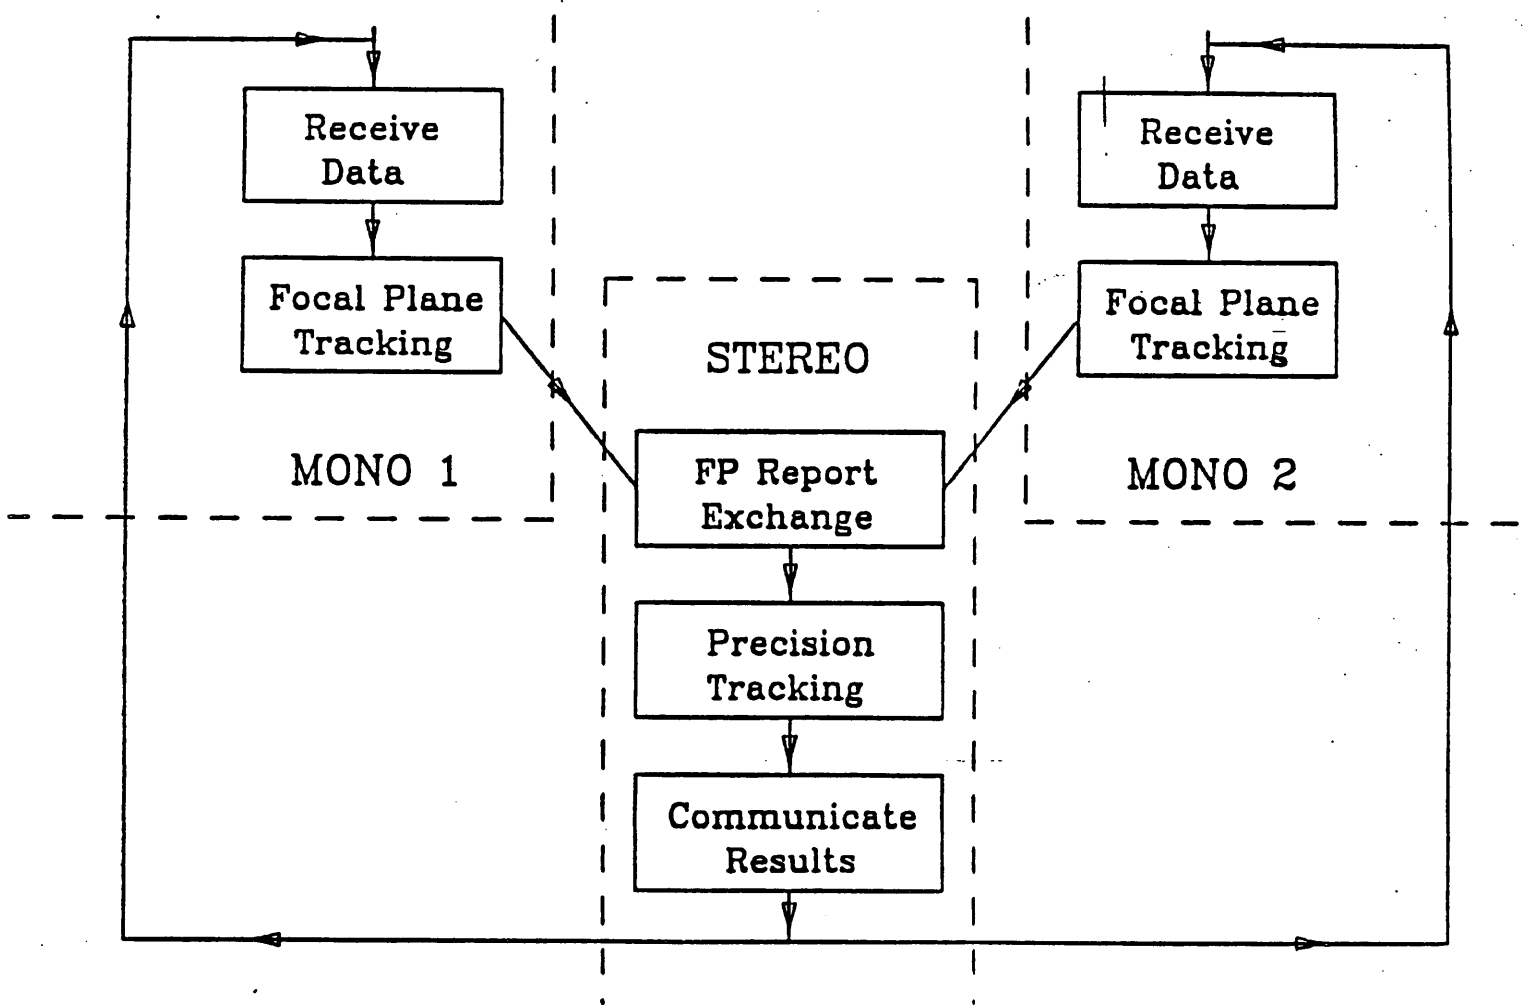 Receive
Data
Focal Plane
Tracking
MONO 1
STEREO
FP Report
Exchange
Precision
Tracking
Communicate
Results
Receive
Data
Focal Plane
Tracking
MONO 2